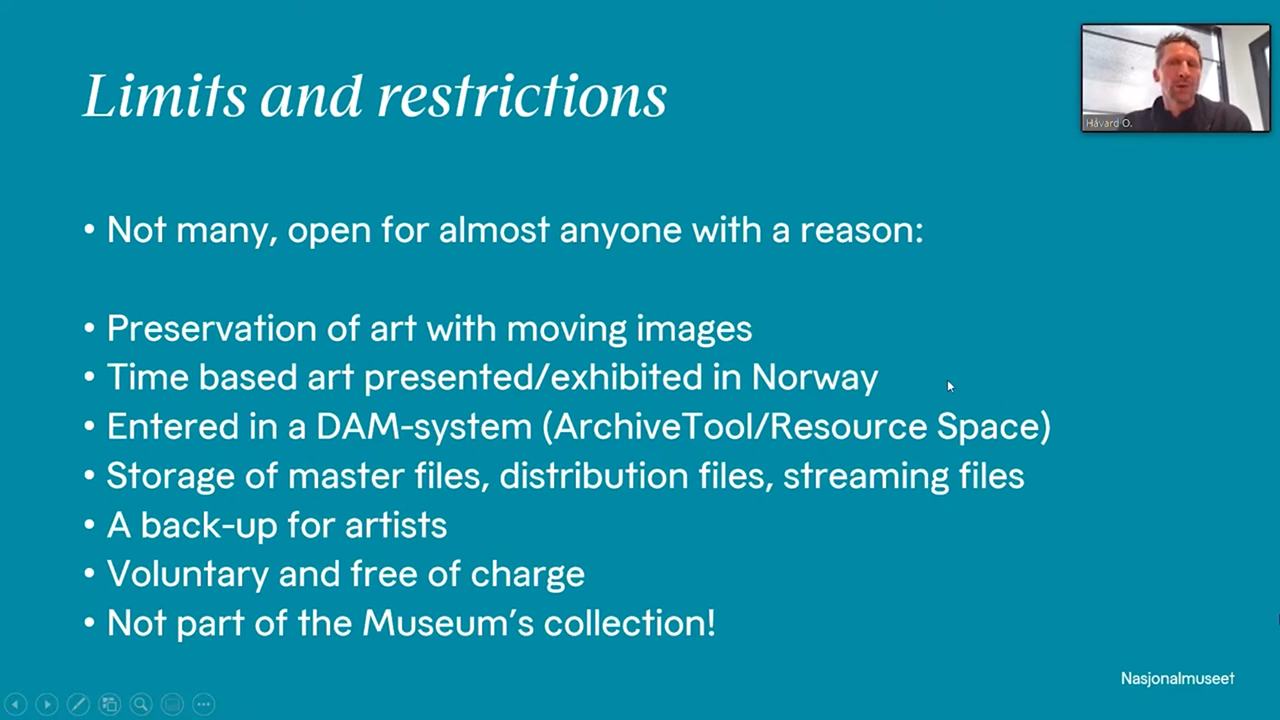 Limits and restrictions
Håvard O.
• Not many, open for almost anyone with a reason:
• Preservation of art with moving images
• Time based art presented/exhibited in Norway
• Entered in a DAM-system (ArchiveTool/Resource Space)
• Storage of master files, distribution files, streaming files
• A back-up for artists
• Voluntary and free of charge
• Not part of the Museum's collection!
Nasjonalmuseet